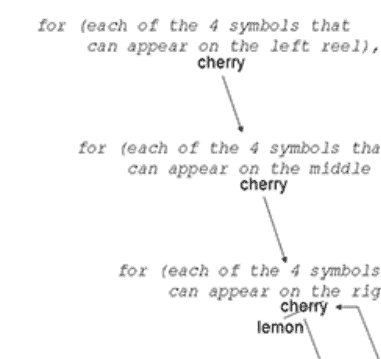 for (each of the 4 symbols that
can appear on the left reel),
cherry
for (each of the 4 symbols tha
can appear on the middle
cherry
for (each of the 4 symbols
can appear on the rig
cherry
lemon